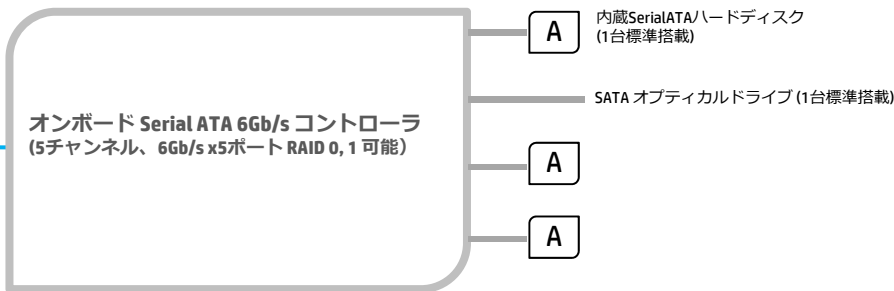 A
内蔵SerialATAハードディスク
(1台標準搭載)
SATA オプティカルドライブ (1台標準搭載)
オンボード Serial ATA 6Gb/s コントローラ
(5チャンネル、6Gb/s x5ポート RAID 0, 1 可能）
A
A